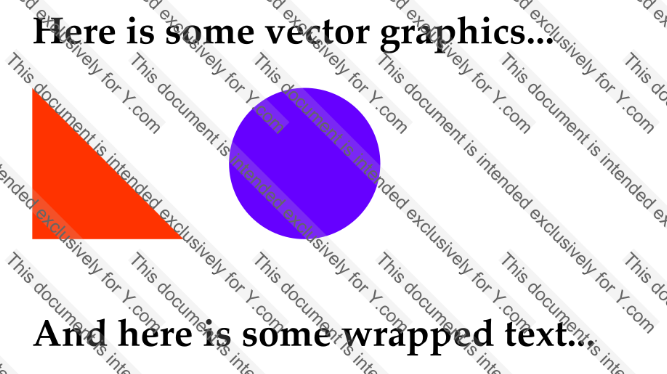 Here is some vector graphics...
And here is some wrapped text...
This document is intended exclusively for Y.com